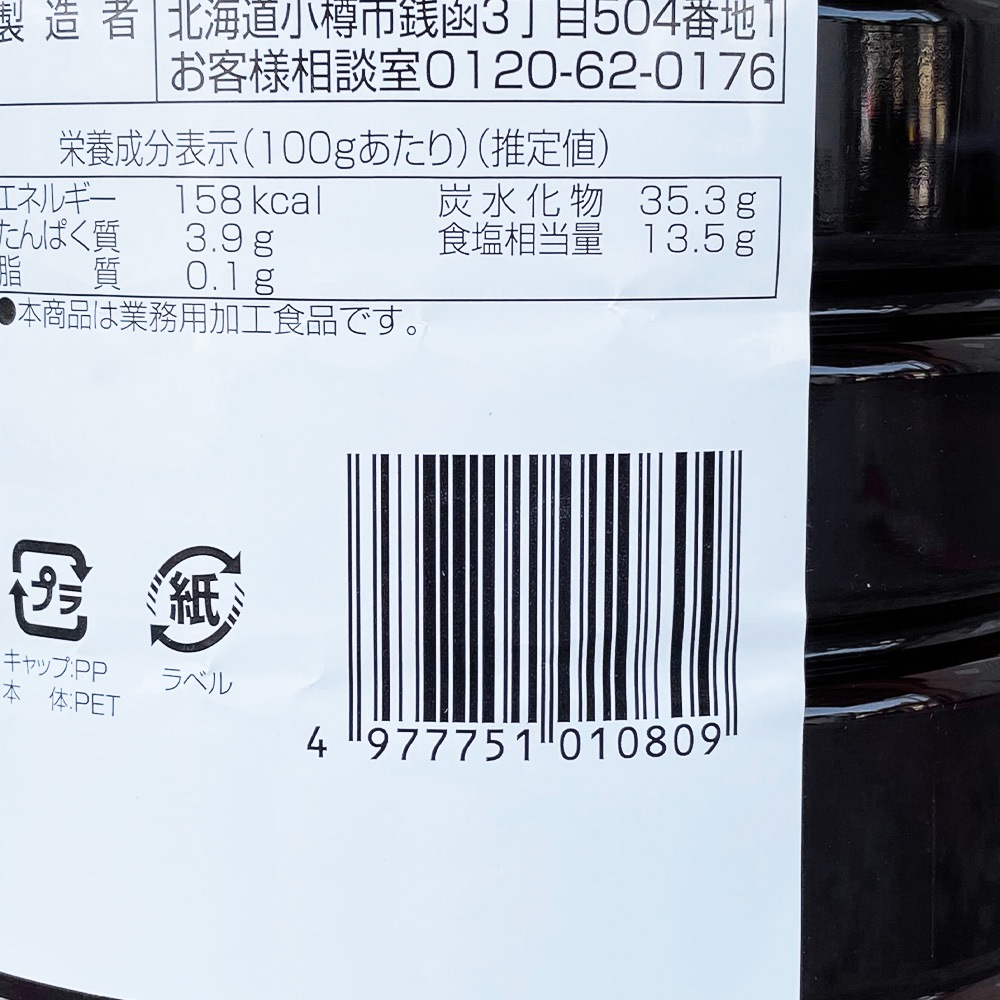 製造者 北海道小樽市銭函3丁目504番地1
お客様相談室0120-62-0176
栄養成分表示(100gあたり)(推定値)
エネルギー 158kcal 炭水化物 35.3g
たんぱく質 3.9g 食塩相当量 13.5g
脂質 0.1g
●本商品は業務用加工食品です。
プラ
キャップ:PP
本体:PET
紙
ラベル
4 977751 010809